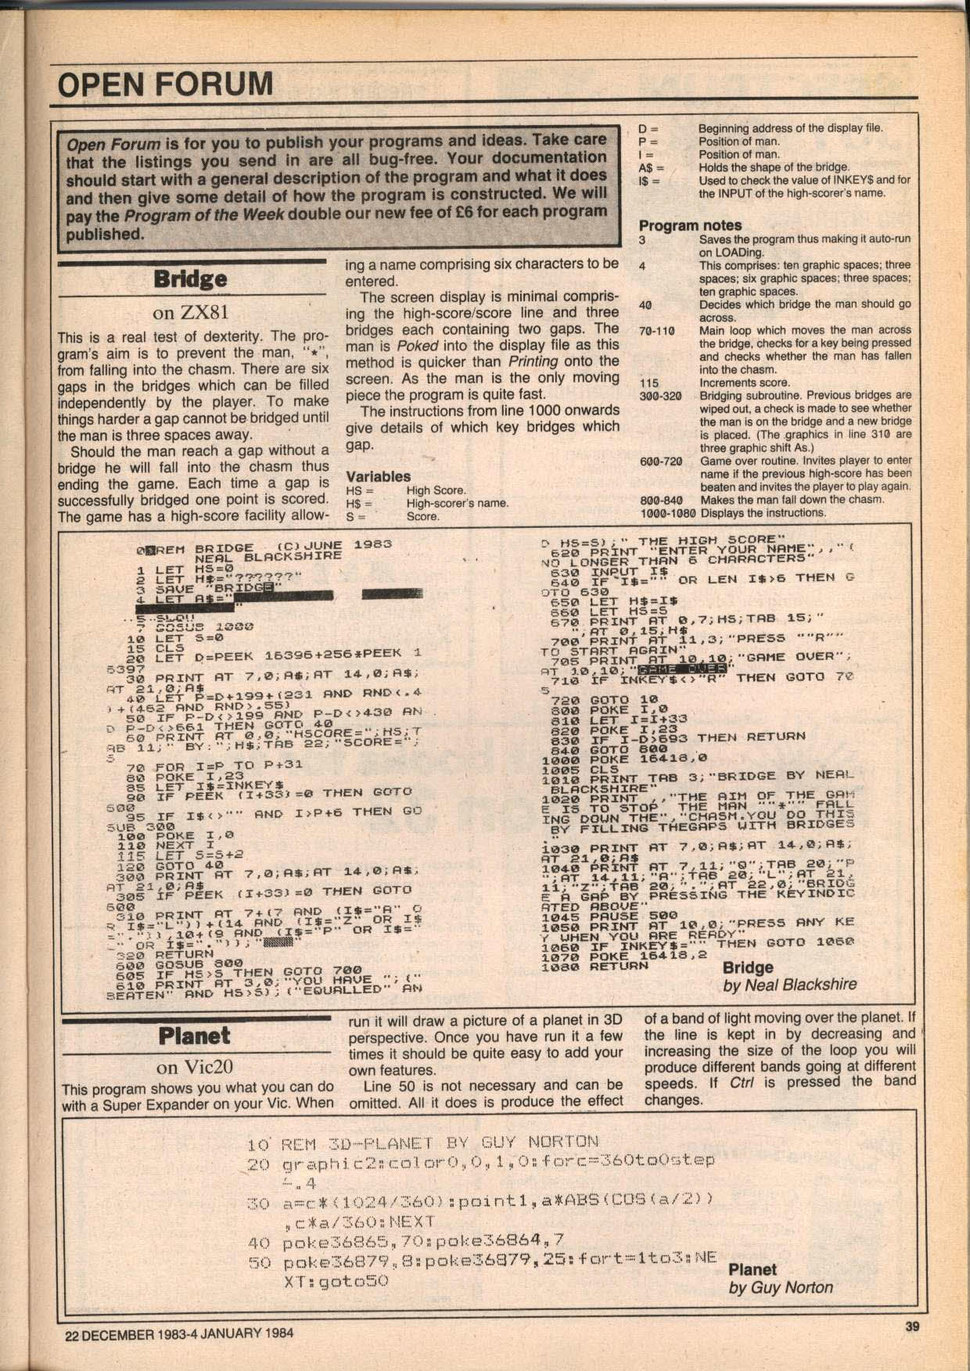 OPEN FORUM
Open Forum is for you to publish your programs and ideas. Take care
that the listings you send in are all bug-free. Your documentation
should start with a general description of the program and what it does
and then give some detail of how the program is constructed. We will
pay the Program of the Week double our new fee of £6 for each program
published.
Bridge
on ZX81
This is a real test of dexterity. The pro-
gram's aim is to prevent the man, "*",
from falling into the chasm. There are six
gaps in the bridges which can be filled
independently by the player. To make
things harder a gap cannot be bridged until
the man is three spaces away.
Should the man reach a gap without a
bridge he will fall into the chasm thus
ending the game. Each time a gap is
successfully bridged one point is scored.
The game has a high-score facility allow-
ing a name comprising six characters to be
entered.
The screen display is minimal compris-
ing the high-score/score line and three
bridges each containing two gaps. The
man is Poked into the display file as this
method is quicker than Printing onto the
screen. As the man is the only moving
piece the program is quite fast.
The instructions from line 1000 onwards
give details of which key bridges which
gap.
Variables
HS = High Score.
H$ = High-scorer's name.
S = Score.
D = Beginning address of the display file.
P = Position of man.
I = Position of man.
A$ = Holds the shape of the bridge.
I$ = Used to check the value of INKEY$ and for
the INPUT of the high-scorer's name.
Program notes
3 Saves the program thus making it auto-run
on LOADing.
4 This comprises: ten graphic spaces; three
spaces; six graphic spaces; three spaces;
ten graphic spaces.
40 Decides which bridge the man should go
across.
70-110 Main loop which moves the man across
the bridge, checks for a key being pressed
and checks whether the man has fallen
into the chasm.
115 Increments score.
300-320 Bridging subroutine. Previous bridges are
wiped out, a check is made to see whether
the man is on the bridge and a new bridge
is placed. (The graphics in line 310 are
three graphic shift As.)
600-720 Game over routine. Invites player to enter
name if the previous high-score has been
beaten and invites the player to play again.
800-840 Makes the man fall down the chasm.
1000-1080 Displays the instructions.
REM BRIDGE (C) JUNE 1983
NEAL BLACKSHIRE
1 LET HS=0
2 LET H$="??????"
3 SAVE "BRIDGE"
4 LET A$="
"
5 SLOW
7 GOSUB 1000
10 LET S=0
15 CLS
20 LET D=PEEK 16396+256*PEEK 1
6397
30 PRINT AT 7,0;A$;AT 14,0;A$;
AT 21,0;A$
40 LET P=D+199+(231 AND RND<.4
)+(462 AND RND>.55)
50 IF P-D<>199 AND P-D<>430 AN
D P-D<>661 THEN GOTO 40
60 PRINT AT 0,0;"HSCORE=";HS;T
AB 11;" BY:";H$;TAB 22;"SCORE=";
S
70 FOR I=P TO P+31
80 POKE I,23
85 LET I$=INKEY$
90 IF PEEK (I+33)=0 THEN GOTO
600
95 IF I$<>"" AND I>P+6 THEN GO
SUB 300
100 POKE I,0
110 NEXT I
115 LET S=S+2
120 GOTO 40
300 PRINT AT 7,0;A$;AT 14,0;A$;
AT 21,0;A$
305 IF PEEK (I+33)=0 THEN GOTO
600
310 PRINT AT 7+(7 AND (I$="A" O
R I$="L"))+(14 AND (I$="Z" OR I$
=".")),10+(9 AND (I$="P" OR I$="
L" OR I$="."));"▒▒▒"
320 RETURN
600 GOSUB 800
605 IF HS>S THEN GOTO 700
610 PRINT AT 3,0;"YOU HAVE ";("
BEATEN" AND HS>S);("EQUALLED" AN
D HS=S);" THE HIGH SCORE"
620 PRINT "ENTER YOUR NAME",,"(
NO LONGER THAN 6 CHARACTERS"
630 INPUT I$
640 IF I$="" OR LEN I$>6 THEN G
OTO 630
650 LET H$=I$
660 LET HS=S
670 PRINT AT 0,7;HS;TAB 15;"
",AT 0,15;H$
700 PRINT AT 11,3;"PRESS ""R""
TO START AGAIN"
705 PRINT AT 10,10;"GAME OVER";
AT 10,10;"GAME OVER"
710 IF INKEY$<>"R" THEN GOTO 70
5
720 GOTO 10
800 POKE I,0
810 LET I=I+33
820 POKE I,23
830 IF I-D>693 THEN RETURN
840 GOTO 800
1000 POKE 16418,0
1005 CLS
1010 PRINT TAB 3;"BRIDGE BY NEAL
BLACKSHIRE"
1020 PRINT ,,"THE AIM OF THE GAM
E IS TO STOP THE MAN ""*"" FALL
ING DOWN THE","CHASM.YOU DO THIS
BY FILLING THEGAPS WITH BRIDGES
."
1030 PRINT AT 7,0;A$;AT 14,0;A$;
AT 21,0;A$
1040 PRINT AT 7,11;"Q";TAB 20;"P
";AT 14,11;"A";TAB 20;"L";AT 21,
11;"Z";TAB 20;".";AT 22,0;"BRIDG
E A GAP BY PRESSING THE KEYINDIC
ATED ABOVE"
1045 PAUSE 500
1050 PRINT AT 10,0;"PRESS ANY KE
Y WHEN YOU ARE READY"
1060 IF INKEY$="" THEN GOTO 1060
1070 POKE 16418,2
1080 RETURN
Bridge
by Neal Blackshire
Planet
on Vic20
This program shows you what you can do
with a Super Expander on your Vic. When
run it will draw a picture of a planet in 3D
perspective. Once you have run it a few
times it should be quite easy to add your
own features.
Line 50 is not necessary and can be
omitted. All it does is produce the effect
of a band of light moving over the planet. If
the line is kept in by decreasing and
increasing the size of the loop you will
produce different bands going at different
speeds. If Ctrl is pressed the band
changes.
10 REM 3D-PLANET BY GUY NORTON
20 graphic2:color0,0,1,0:forc=360to0step
-.4
30 a=c*(1024/360):point1,a*ABS(COS(a/2))
,c*a/360:NEXT
40 poke36865,70:poke36864,7
50 poke36879,8:poke36879,25:fort=1to3:NE
XT:goto50
Planet
by Guy Norton
22 DECEMBER 1983-4 JANUARY 1984
39